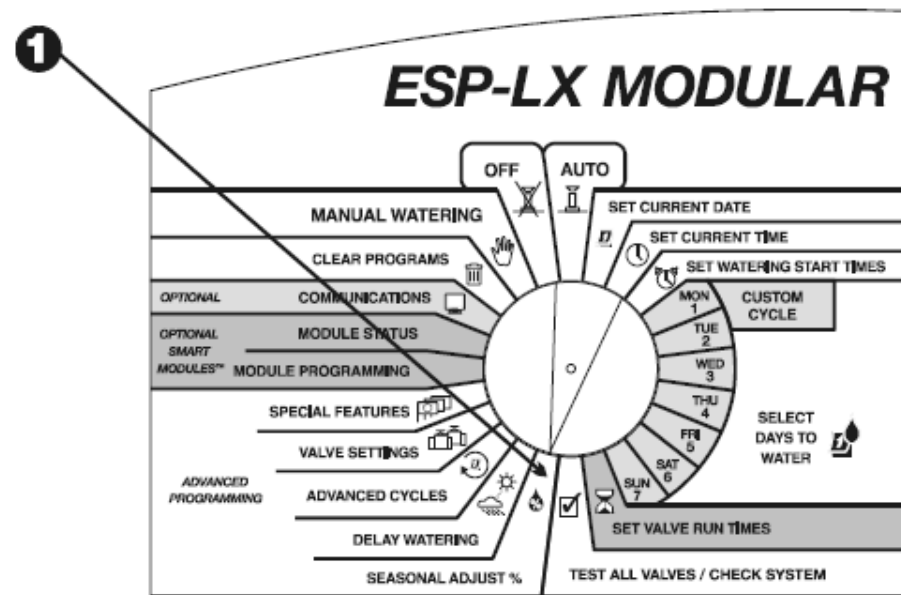 1
ESP-LX MODULAR
OFF
AUTO
MANUAL WATERING
SET CURRENT DATE
SET CURRENT TIME
CLEAR PROGRAMS
SET WATERING START TIMES
OPTIONAL
COMMUNICATIONS
MON
1
CUSTOM
CYCLE
OPTIONAL
SMART
MODULES™
MODULE STATUS
MODULE PROGRAMMING
TUE
2
WED
3
THU
4
FRI
5
SAT
6
SUN
7
SELECT
DAYS TO
WATER
SPECIAL FEATURES
VALVE SETTINGS
ADVANCED
PROGRAMMING
ADVANCED CYCLES
DELAY WATERING
SEASONAL ADJUST %
SET VALVE RUN TIMES
TEST ALL VALVES / CHECK SYSTEM